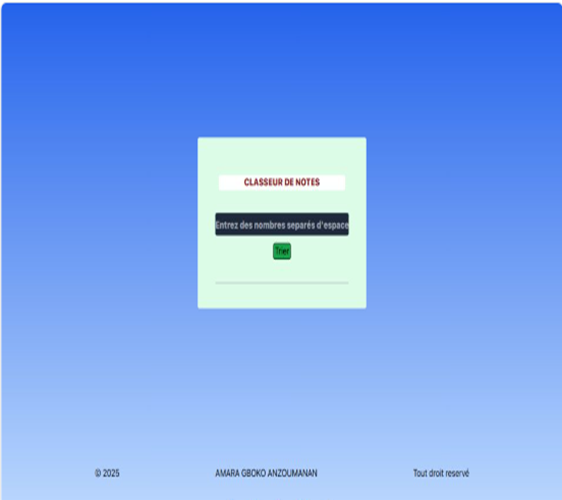 CLASSEUR DE NOTES
Entrez des nombres separés d'espace
Trier
© 2025 AMARA GBOKO ANZOUMANAN Tout droit reservé